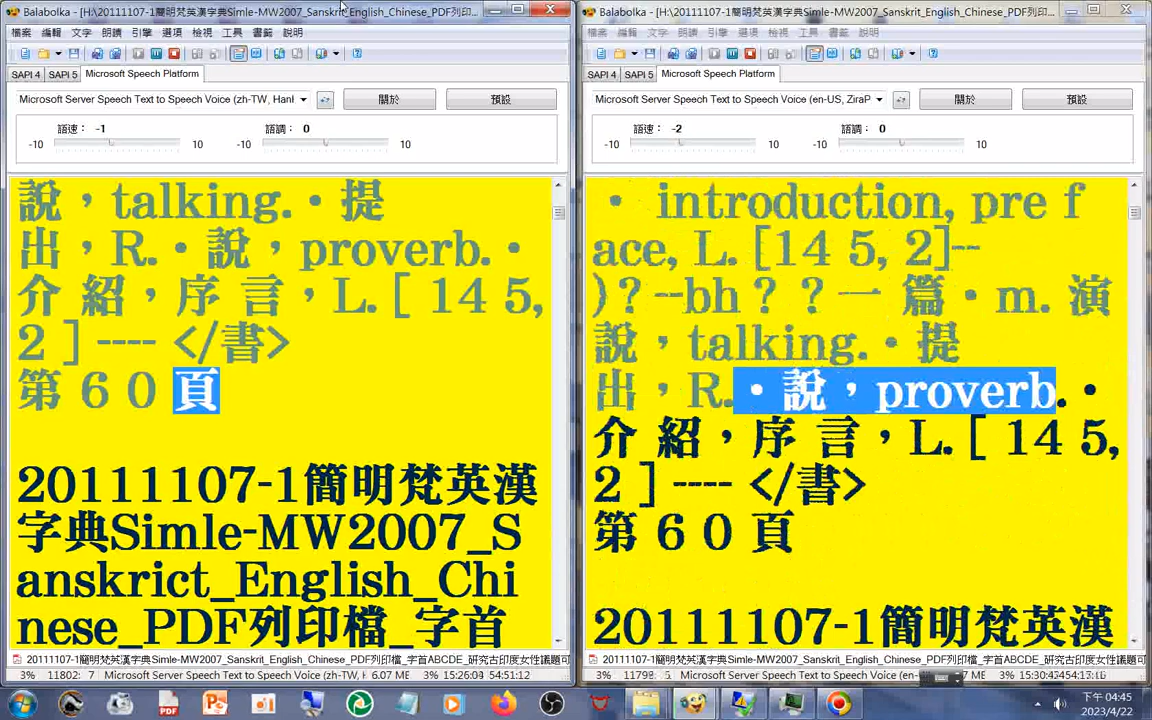 Balabolka - [H:\20111107-1簡明梵英漢字典Simle-MW2007_Sanskrit_English_Chinese_PDF列印...
檔案 編輯 文字 朗讀 引擎 選項 檢視 工具 書籤 說明
SAPI 4 SAPI 5 Microsoft Speech Platform
Microsoft Server Speech Text to Speech Voice (zh-TW, Hanl
關於 預設
語速： -1 語調： 0
-10 10 -10 10
說，talking.・提
出，R.・說，proverb.・
介 紹，序 言，L. [ 14 5,
2 ] ---- </書>
第 6 0 頁
20111107-1簡明梵英漢
字典Simle-MW2007_S
anskrict_English_Chi
nese_PDF列印檔_字首
20111107-1簡明梵英漢字典Simle-MW2007_Sanskrit_English_Chinese_PDF列印檔_字首ABCDE_研究古印度女性議題可
3% 11802: 7 Microsoft Server Speech Text to Speech Voice (zh-TW, H 6.07 MB 3% 15:26:04 54:51:12
Balabolka - [H:\20111107-1簡明梵英漢字典Simle-MW2007_Sanskrit_English_Chinese_PDF列印...
檔案 編輯 文字 朗讀 引擎 選項 檢視 工具 書籤 說明
SAPI 4 SAPI 5 Microsoft Speech Platform
Microsoft Server Speech Text to Speech Voice (en-US, ZiraP
關於 預設
語速： -2 語調： 0
-10 10 -10 10
・ introduction, pre f
ace, L. [14 5, 2]--
)？--bh？？一 篇・m. 演
說，talking.・提
出，R.・說，proverb.・
介 紹，序 言，L. [ 14 5,
2 ] ---- </書>
第 6 0 頁
20111107-1簡明梵英漢
20111107-1簡明梵英漢字典Simle-MW2007_Sanskrit_English_Chinese_PDF列印檔_字首ABCDE_研究古印度女性議題可
3% 11798: Microsoft Server Speech Text to Speech Voice (en-US 3%
下午 04:45
2023/4/22